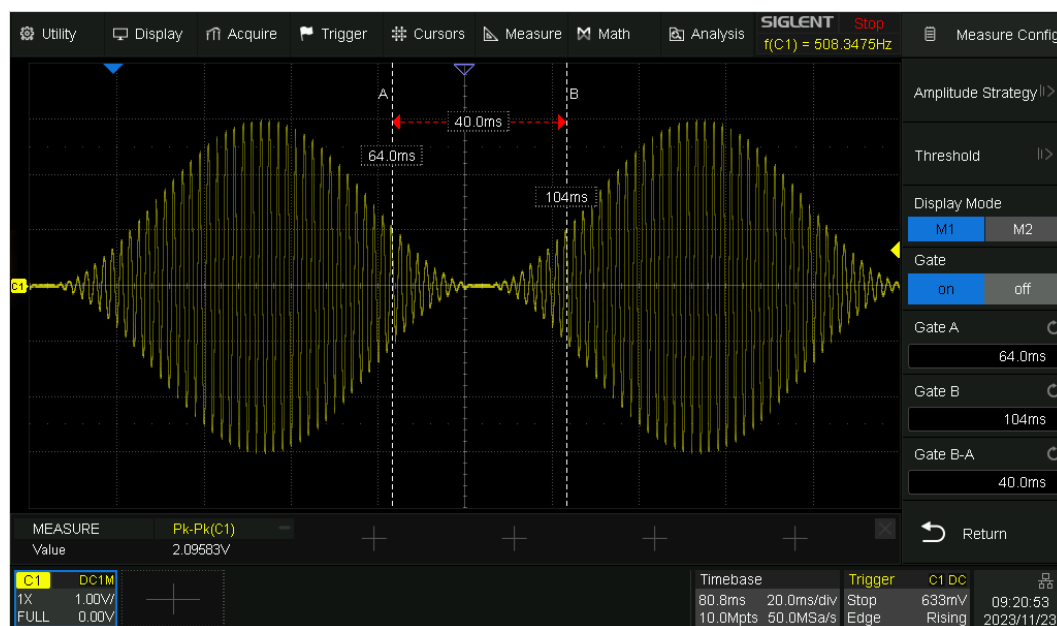 Utility Display Acquire Trigger Cursors Measure Math Analysis SIGLENT Stop
f(C1) = 508.3475Hz
Measure Config
A B
40.0ms
64.0ms
104ms
C1
Amplitude Strategy
Threshold
Display Mode
M1 M2
Gate
on off
Gate A
64.0ms
Gate B
104ms
Gate B-A
40.0ms
Return
MEASURE Pk-Pk(C1)
Value 2.09583V
C1 DC1M
1X 1.00V/
FULL 0.00V
Timebase
80.8ms 20.0ms/div
10.0Mpts 50.0MSa/s
Trigger C1 DC
Stop 633mV
Edge Rising
09:20:53
2023/11/23